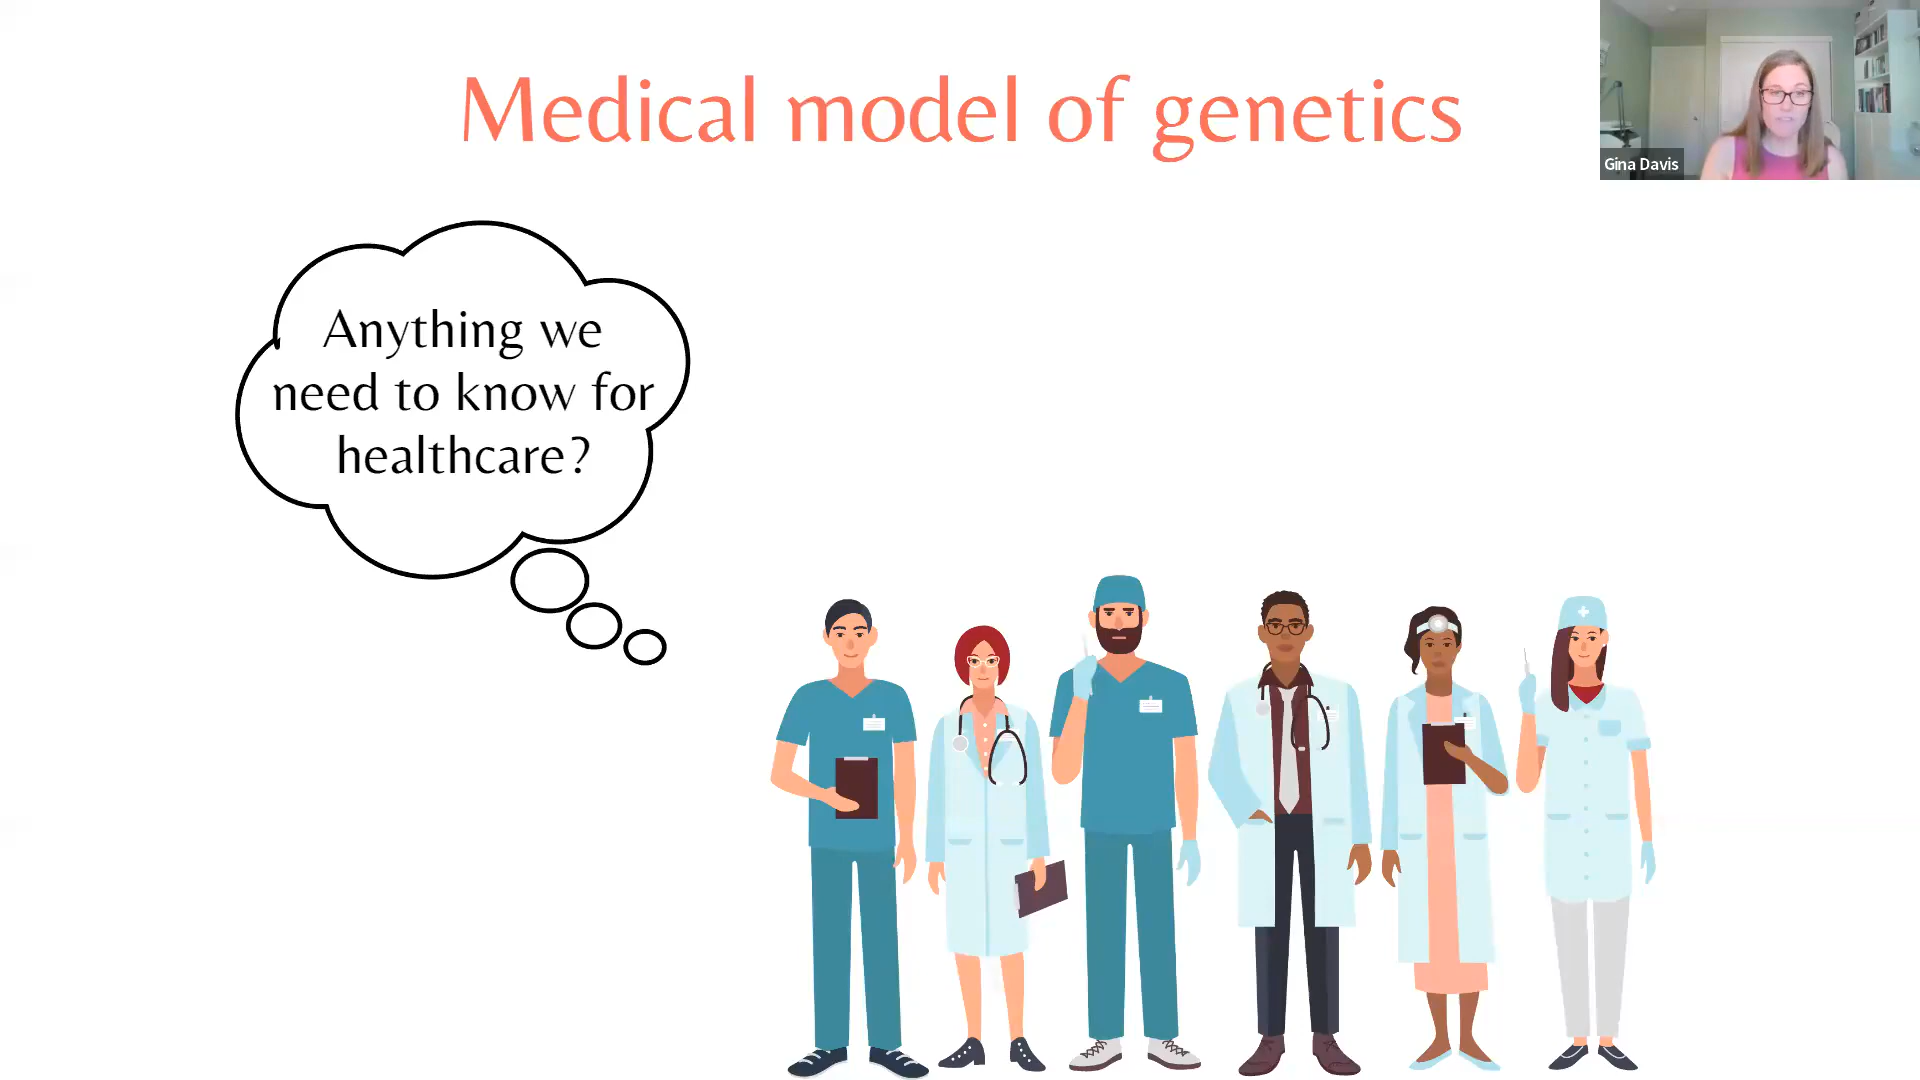 Medical model of genetics
Gina Davis
Anything we
need to know for
healthcare?